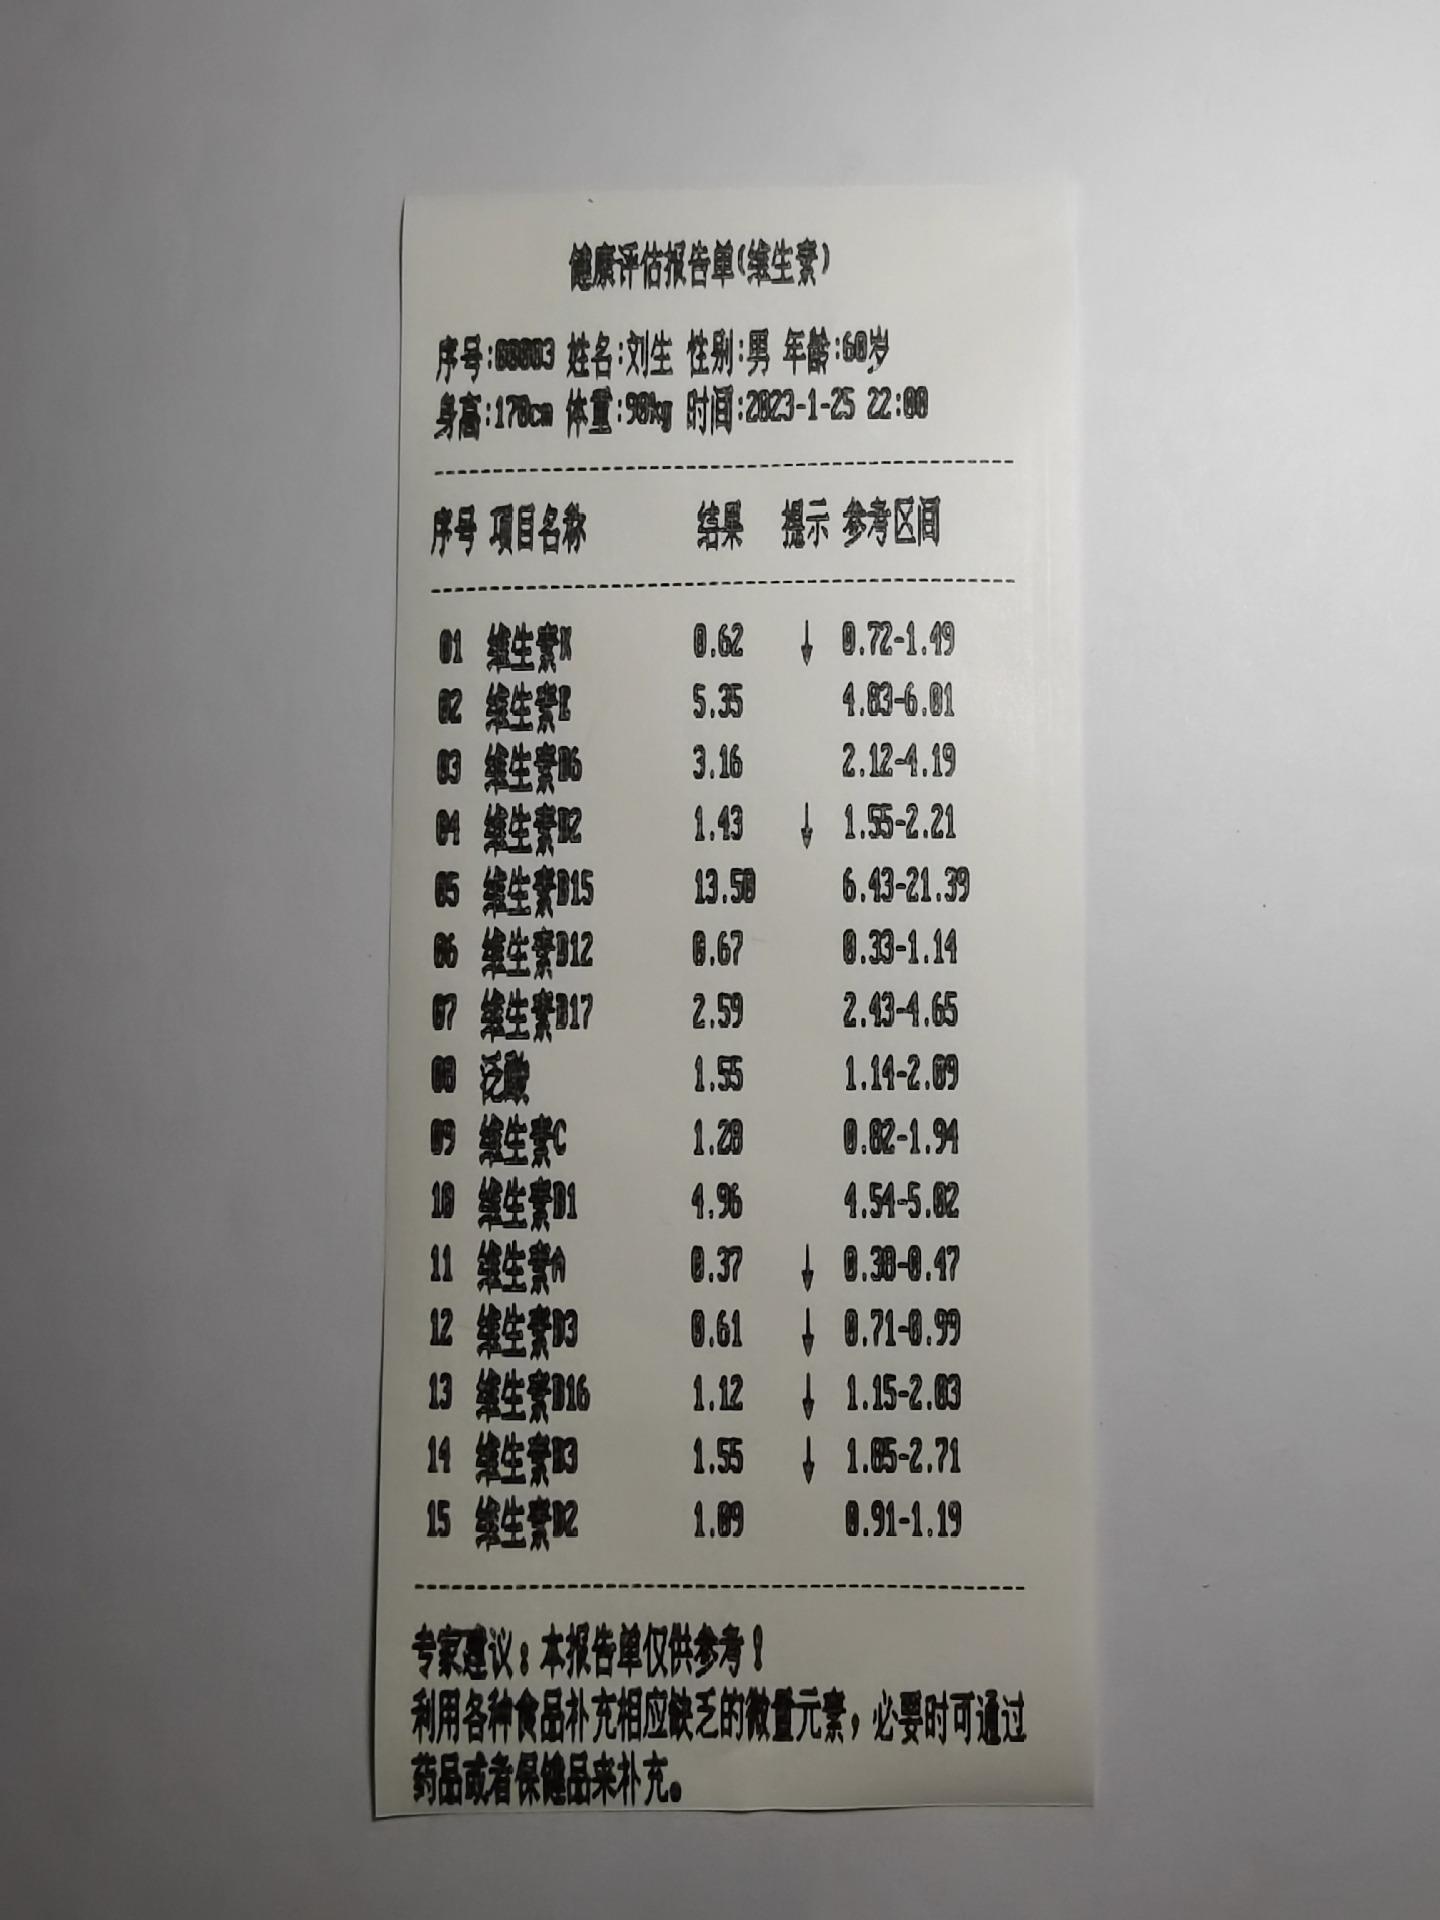 健康评估报告单(维生素)
序号:00003 姓名:刘生 性别:男 年龄:60岁
身高:170cm 体重:90kg 时间:2023-1-25 22:00
序号 项目名称 结果 提示 参考区间
01 维生素K 0.62 ↓ 0.72-1.49
02 维生素E 5.35 4.83-6.01
03 维生素B6 3.16 2.12-4.19
04 维生素B2 1.43 ↓ 1.55-2.21
05 维生素B15 13.50 6.43-21.39
06 维生素B12 0.67 0.33-1.14
07 维生素B17 2.59 2.43-4.65
08 泛酸 1.55 1.14-2.09
09 维生素C 1.28 0.82-1.94
10 维生素B1 4.96 4.54-5.02
11 维生素A 0.37 ↓ 0.38-0.47
12 维生素 0.61 ↓ 0.71-0.99
13 维生素B16 1.12 ↓ 1.15-2.03
14 维生素 1.55 ↓ 1.85-2.71
15 维生素D2 1.09 0.91-1.19
专家建议：本报告单仅供参考！
利用各种食品补充相应缺乏的微量元素，必要时可通过
药品或者保健品来补充。